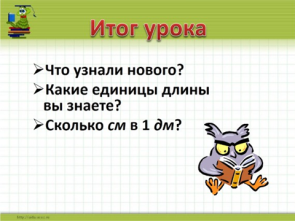 Итог урока
➢Что узнали нового?
➢Какие единицы длины
вы знаете?
➢Сколько см в 1 дм?